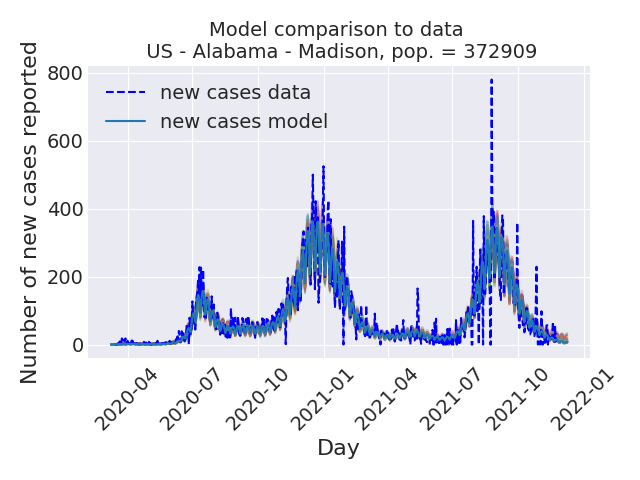 Model comparison to data
US - Alabama - Madison, pop. = 372909
Number of new cases reported
800
600
400
200
0
new cases data
new cases model
2020-04
2020-07
2020-10
2021-01
2021-04
2021-07
2021-10
2022-01
Day